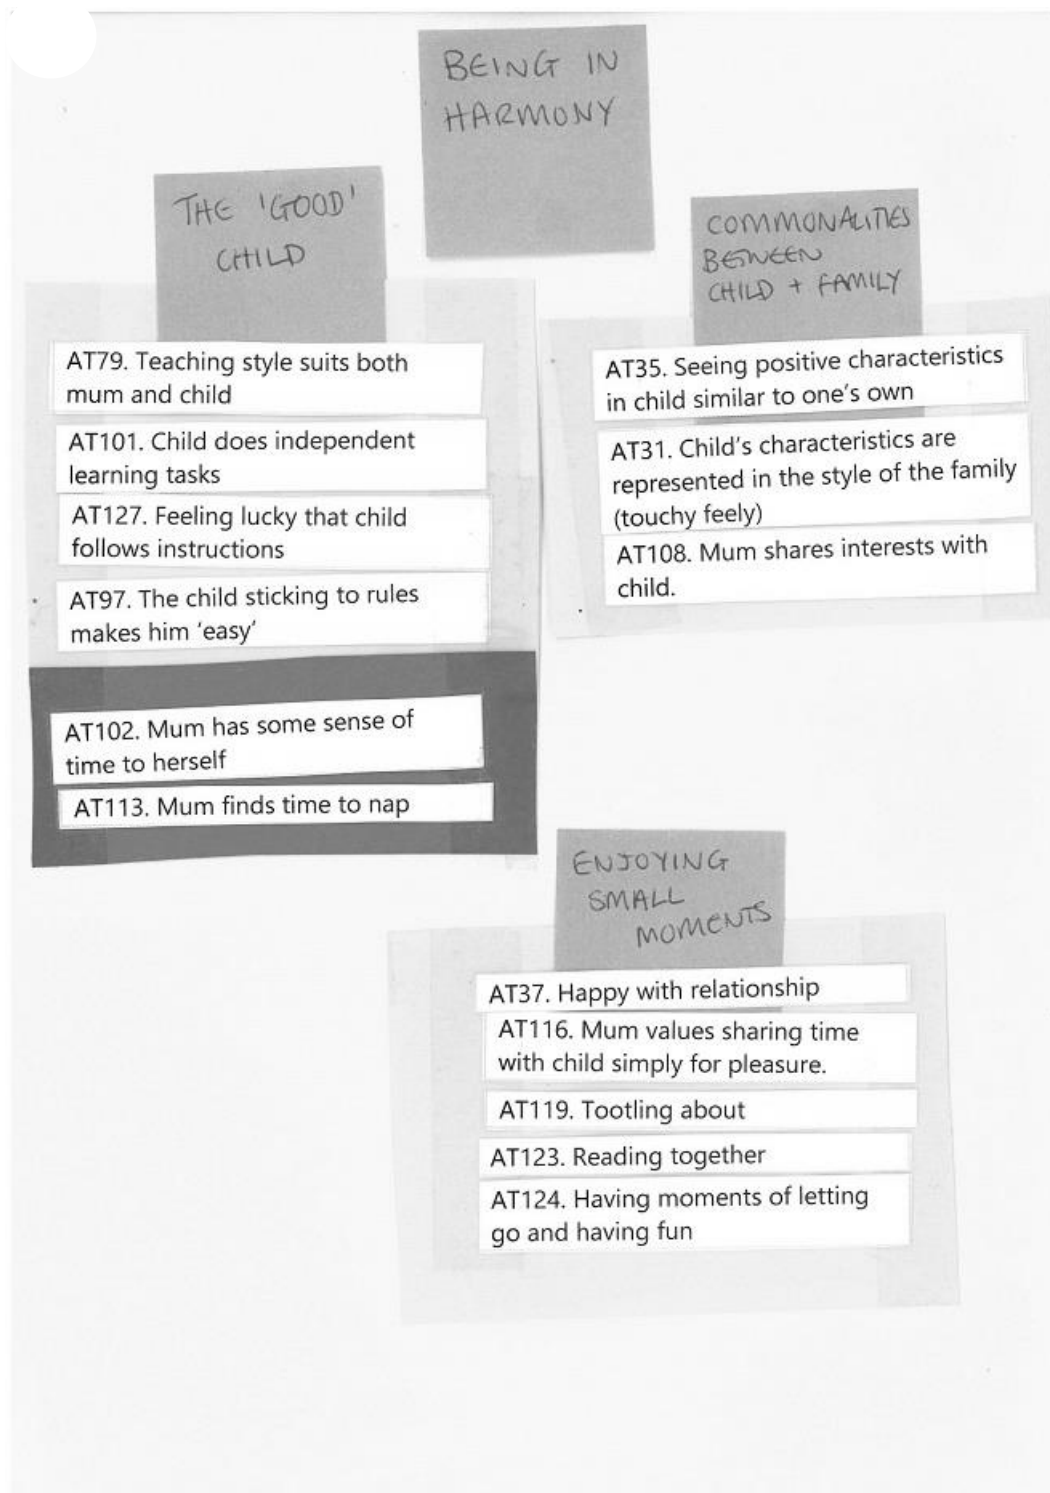 BEING IN
HARMONY
THE 'GOOD'
CHILD
AT79. Teaching style suits both
mum and child
AT101. Child does independent
learning tasks
AT127. Feeling lucky that child
follows instructions
AT97. The child sticking to rules
makes him ‘easy’
AT102. Mum has some sense of
time to herself
AT113. Mum finds time to nap
COMMONALITIES
BETWEEN
CHILD + FAMILY
AT35. Seeing positive characteristics
in child similar to one’s own
AT31. Child’s characteristics are
represented in the style of the family
(touchy feely)
AT108. Mum shares interests with
child.
ENJOYING
SMALL
MOMENTS
AT37. Happy with relationship
AT116. Mum values sharing time
with child simply for pleasure.
AT119. Tootling about
AT123. Reading together
AT124. Having moments of letting
go and having fun